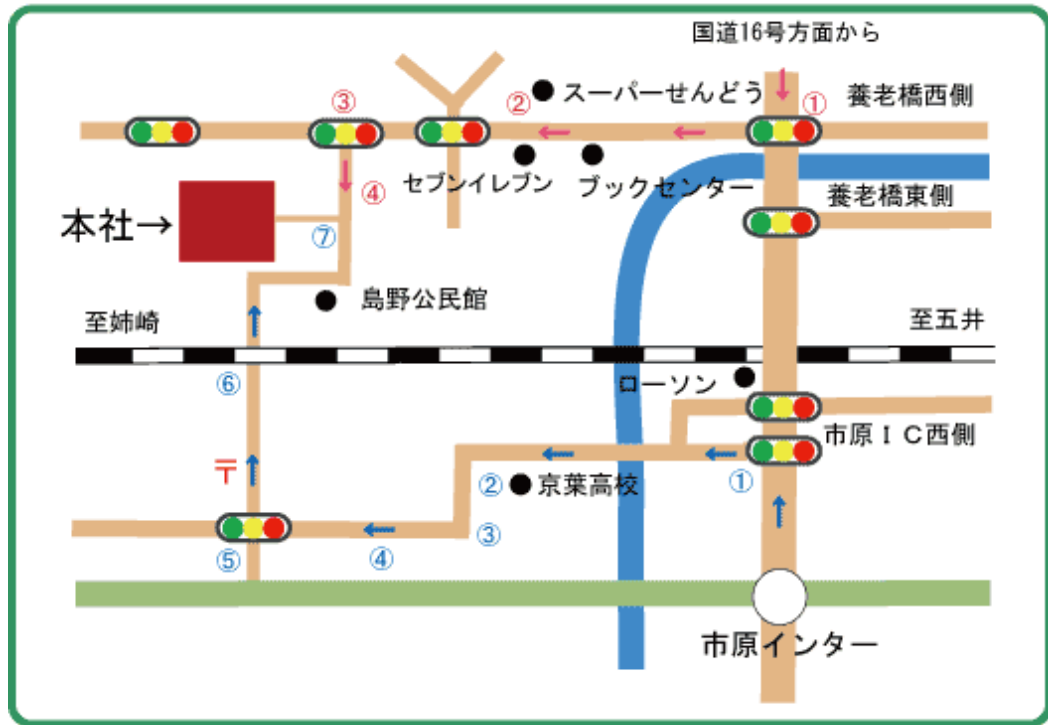 国道16号方面から
スーパーせんどう
①
養老橋西側
③
②
セブンイレブン
ブックセンター
④
養老橋東側
本社→
⑦
島野公民館
至姉崎
至五井
⑥
ローソン
市原IC西側
〒
②
京葉高校
①
③
④
⑤
市原インター